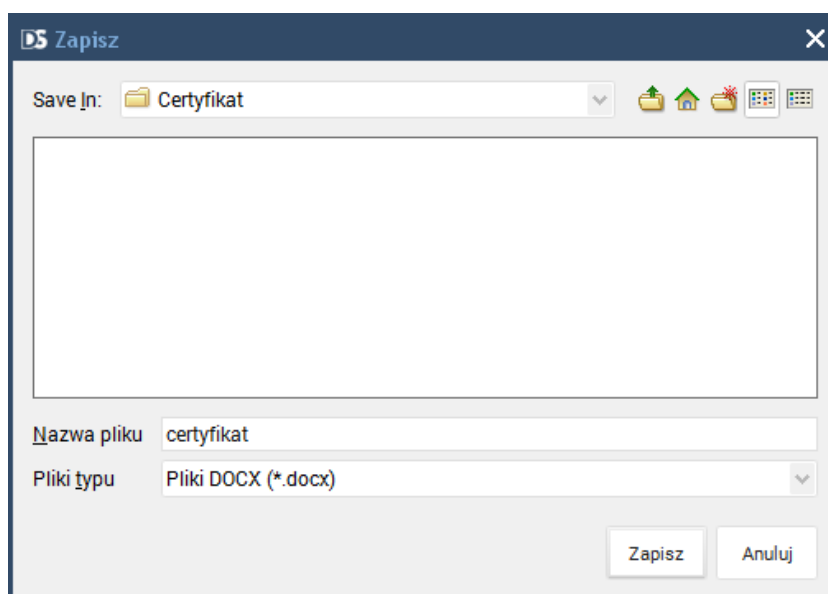 DS Zapisz
Save In: Certyfikat
Nazwa pliku certyfikat
Pliki typu Pliki DOCX (*.docx)
Zapisz Anuluj